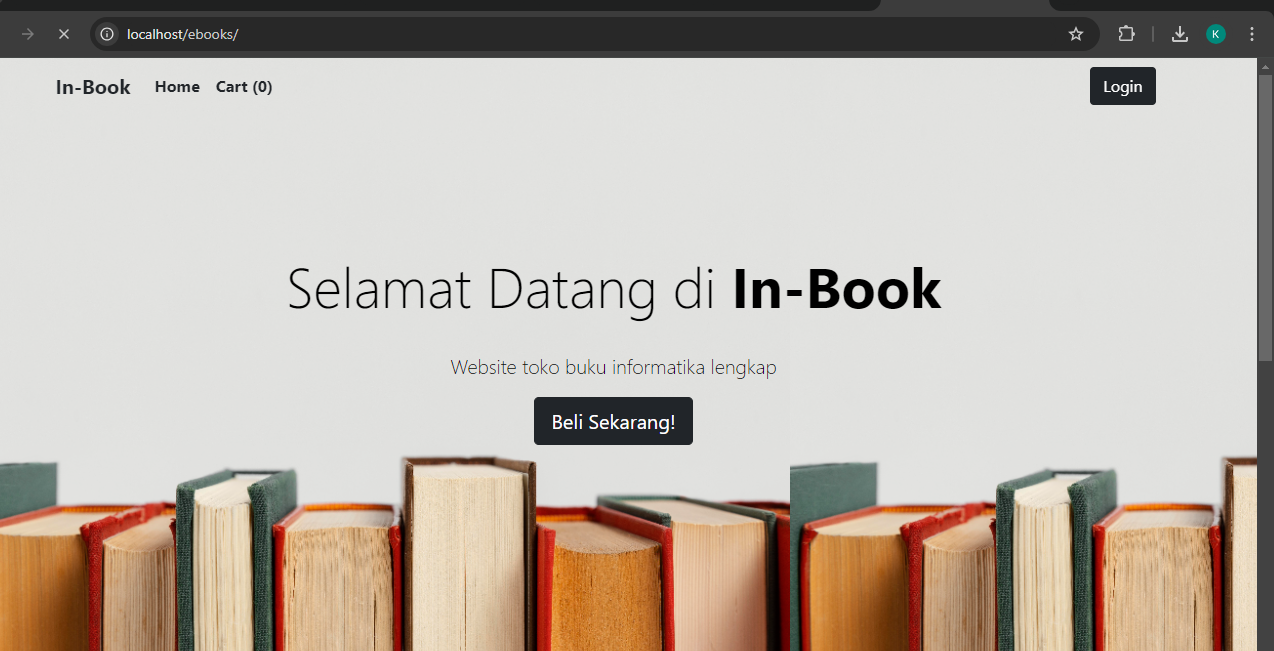 localhost/ebooks/
K
In-Book Home Cart (0) Login
Selamat Datang di In-Book
Website toko buku informatika lengkap
Beli Sekarang!